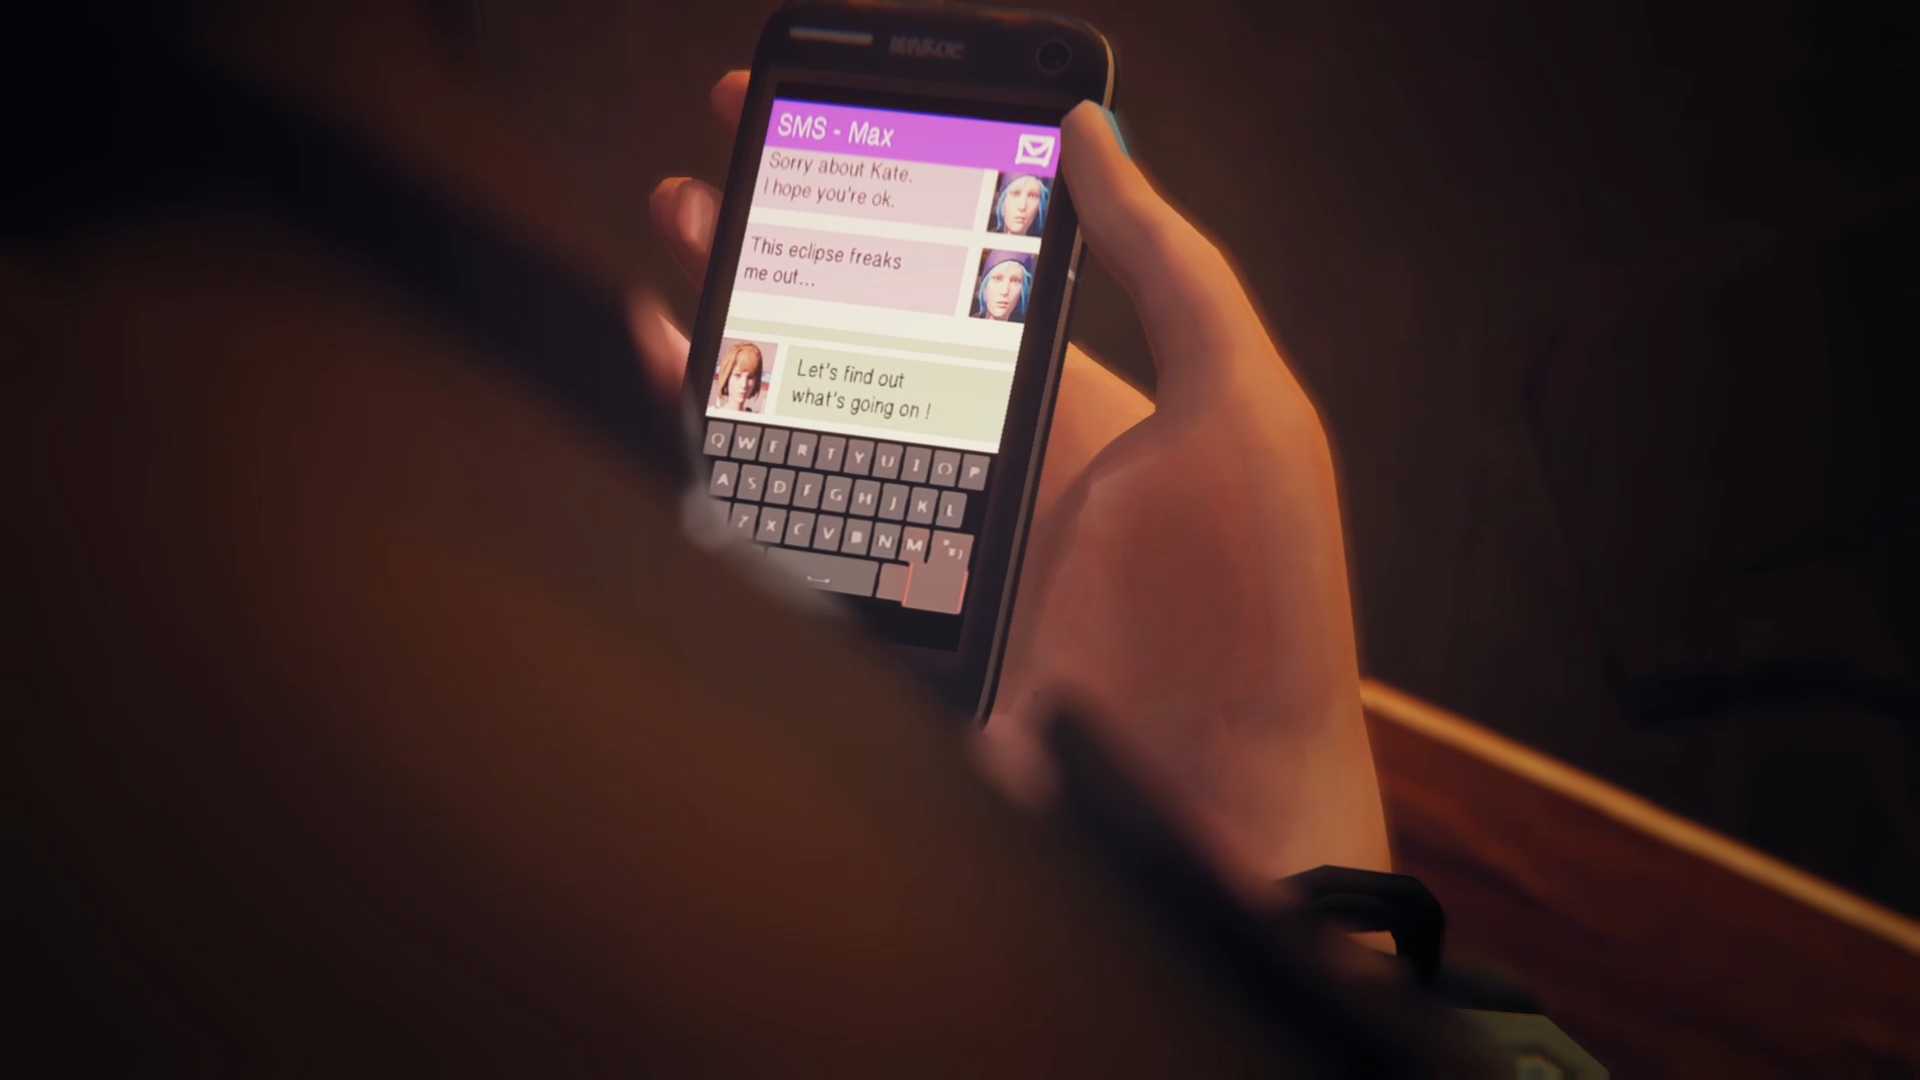 SMS - Max
Sorry about Kate.
I hope you're ok.
This eclipse freaks
me out...
Let's find out
what's going on !
Q W E R T Y U I O P
A S D F G H J K L
Z X C V B N M